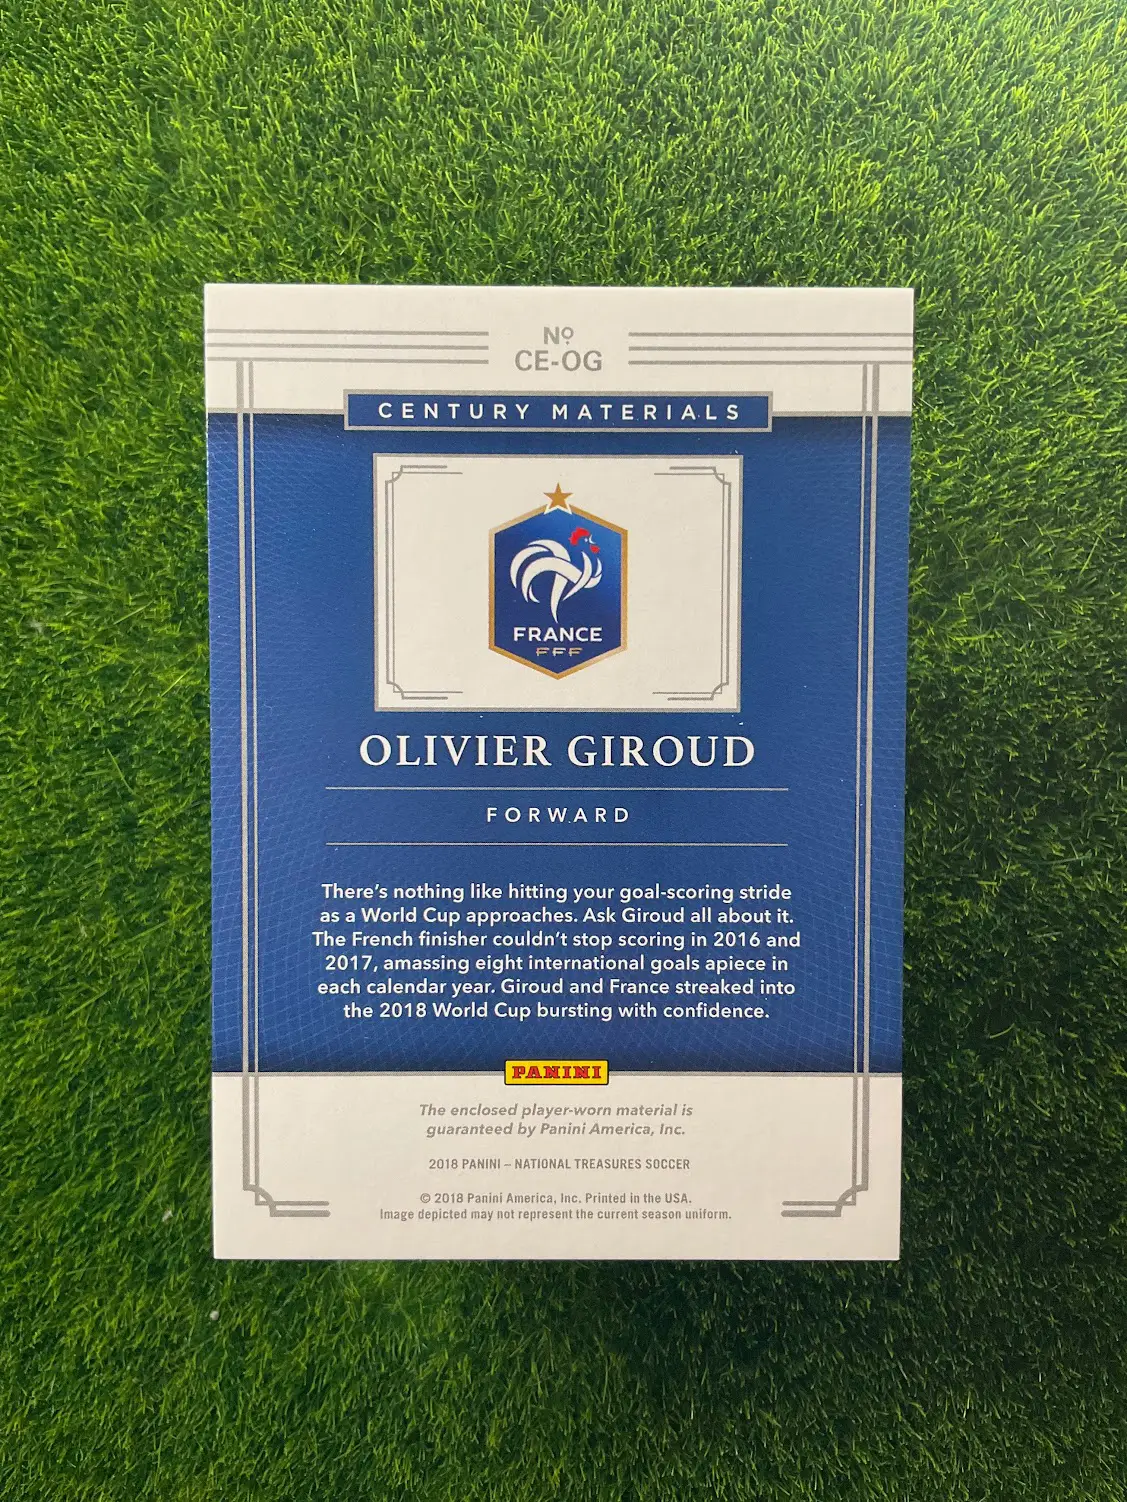 Nº
CE-OG
CENTURY MATERIALS
FRANCE
FFF
OLIVIER GIROUD
FORWARD
There's nothing like hitting your goal-scoring stride
as a World Cup approaches. Ask Giroud all about it.
The French finisher couldn't stop scoring in 2016 and
2017, amassing eight international goals apiece in
each calendar year. Giroud and France streaked into
the 2018 World Cup bursting with confidence.
PANINI
The enclosed player-worn material is
guaranteed by Panini America, Inc.
2018 PANINI – NATIONAL TREASURES SOCCER
© 2018 Panini America, Inc. Printed in the USA.
Image depicted may not represent the current season uniform.